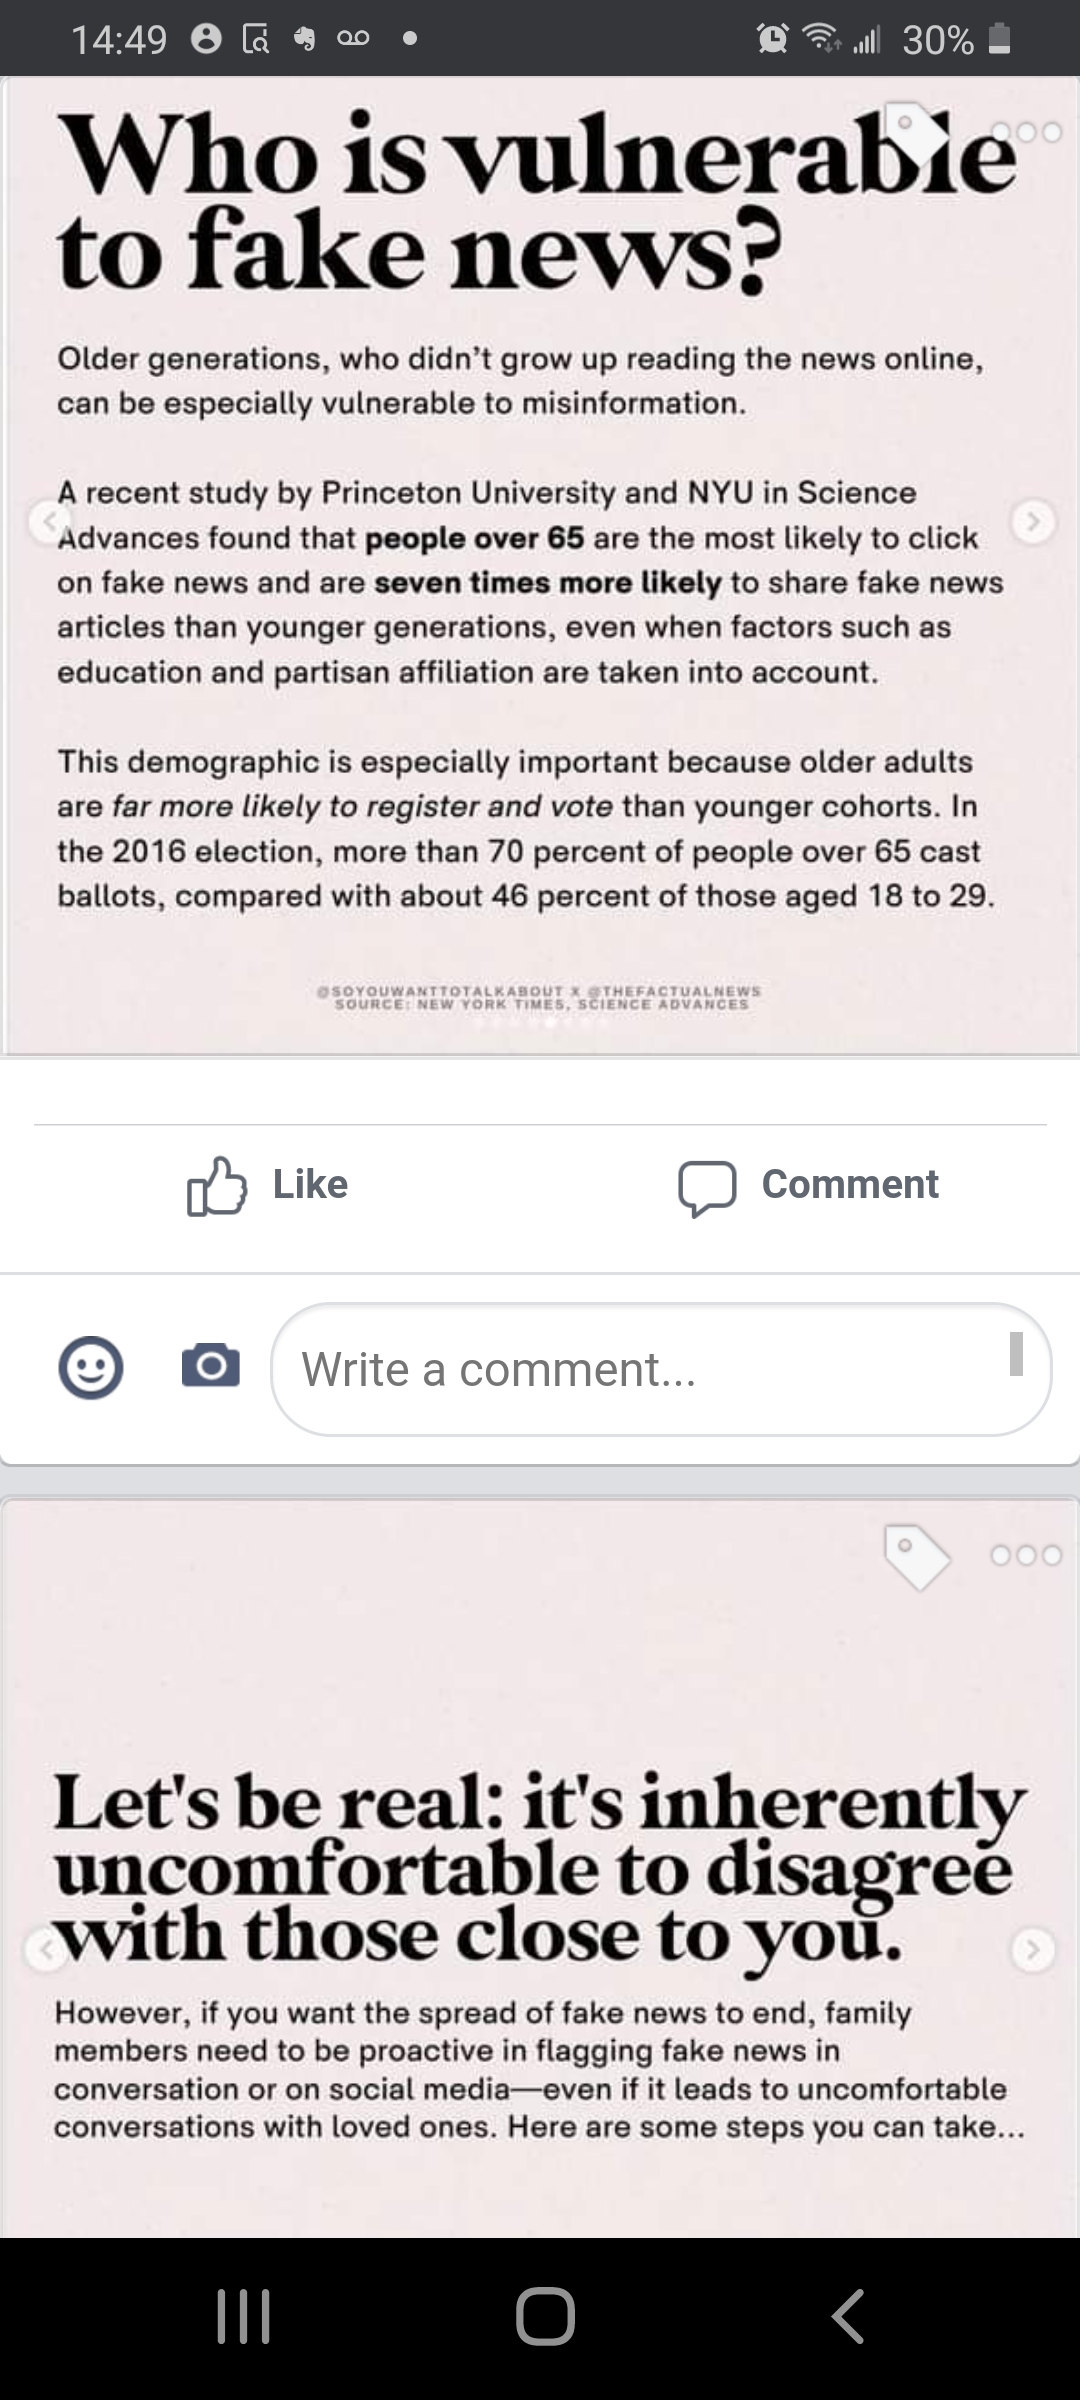 14:49
30%
Who is vulnerable
to fake news?
Older generations, who didn't grow up reading the news online,
can be especially vulnerable to misinformation.
A recent study by Princeton University and NYU in Science
Advances found that people over 65 are the most likely to click
on fake news and are seven times more likely to share fake news
articles than younger generations, even when factors such as
education and partisan affiliation are taken into account.
This demographic is especially important because older adults
are far more likely to register and vote than younger cohorts. In
the 2016 election, more than 70 percent of people over 65 cast
ballots, compared with about 46 percent of those aged 18 to 29.
@SOYOUWANTTOTALKABOUT X @THEFACTUALNEWS
SOURCE: NEW YORK TIMES, SCIENCE ADVANCES
Like
Comment
Write a comment...
Let's be real: it's inherently
uncomfortable to disagree
with those close to you.
However, if you want the spread of fake news to end, family
members need to be proactive in flagging fake news in
conversation or on social media—even if it leads to uncomfortable
conversations with loved ones. Here are some steps you can take...